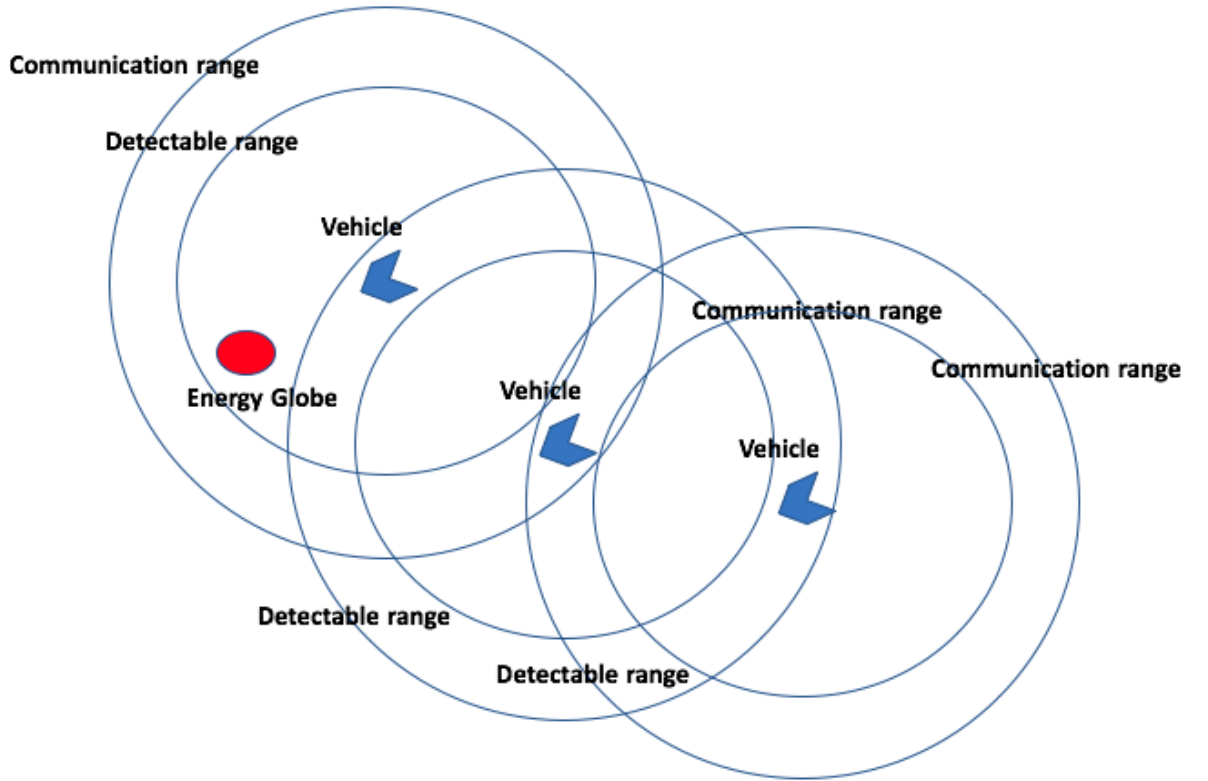 Communication range
Detectable range
Vehicle
Energy Globe
Communication range
Communication range
Vehicle
Vehicle
Detectable range
Detectable range